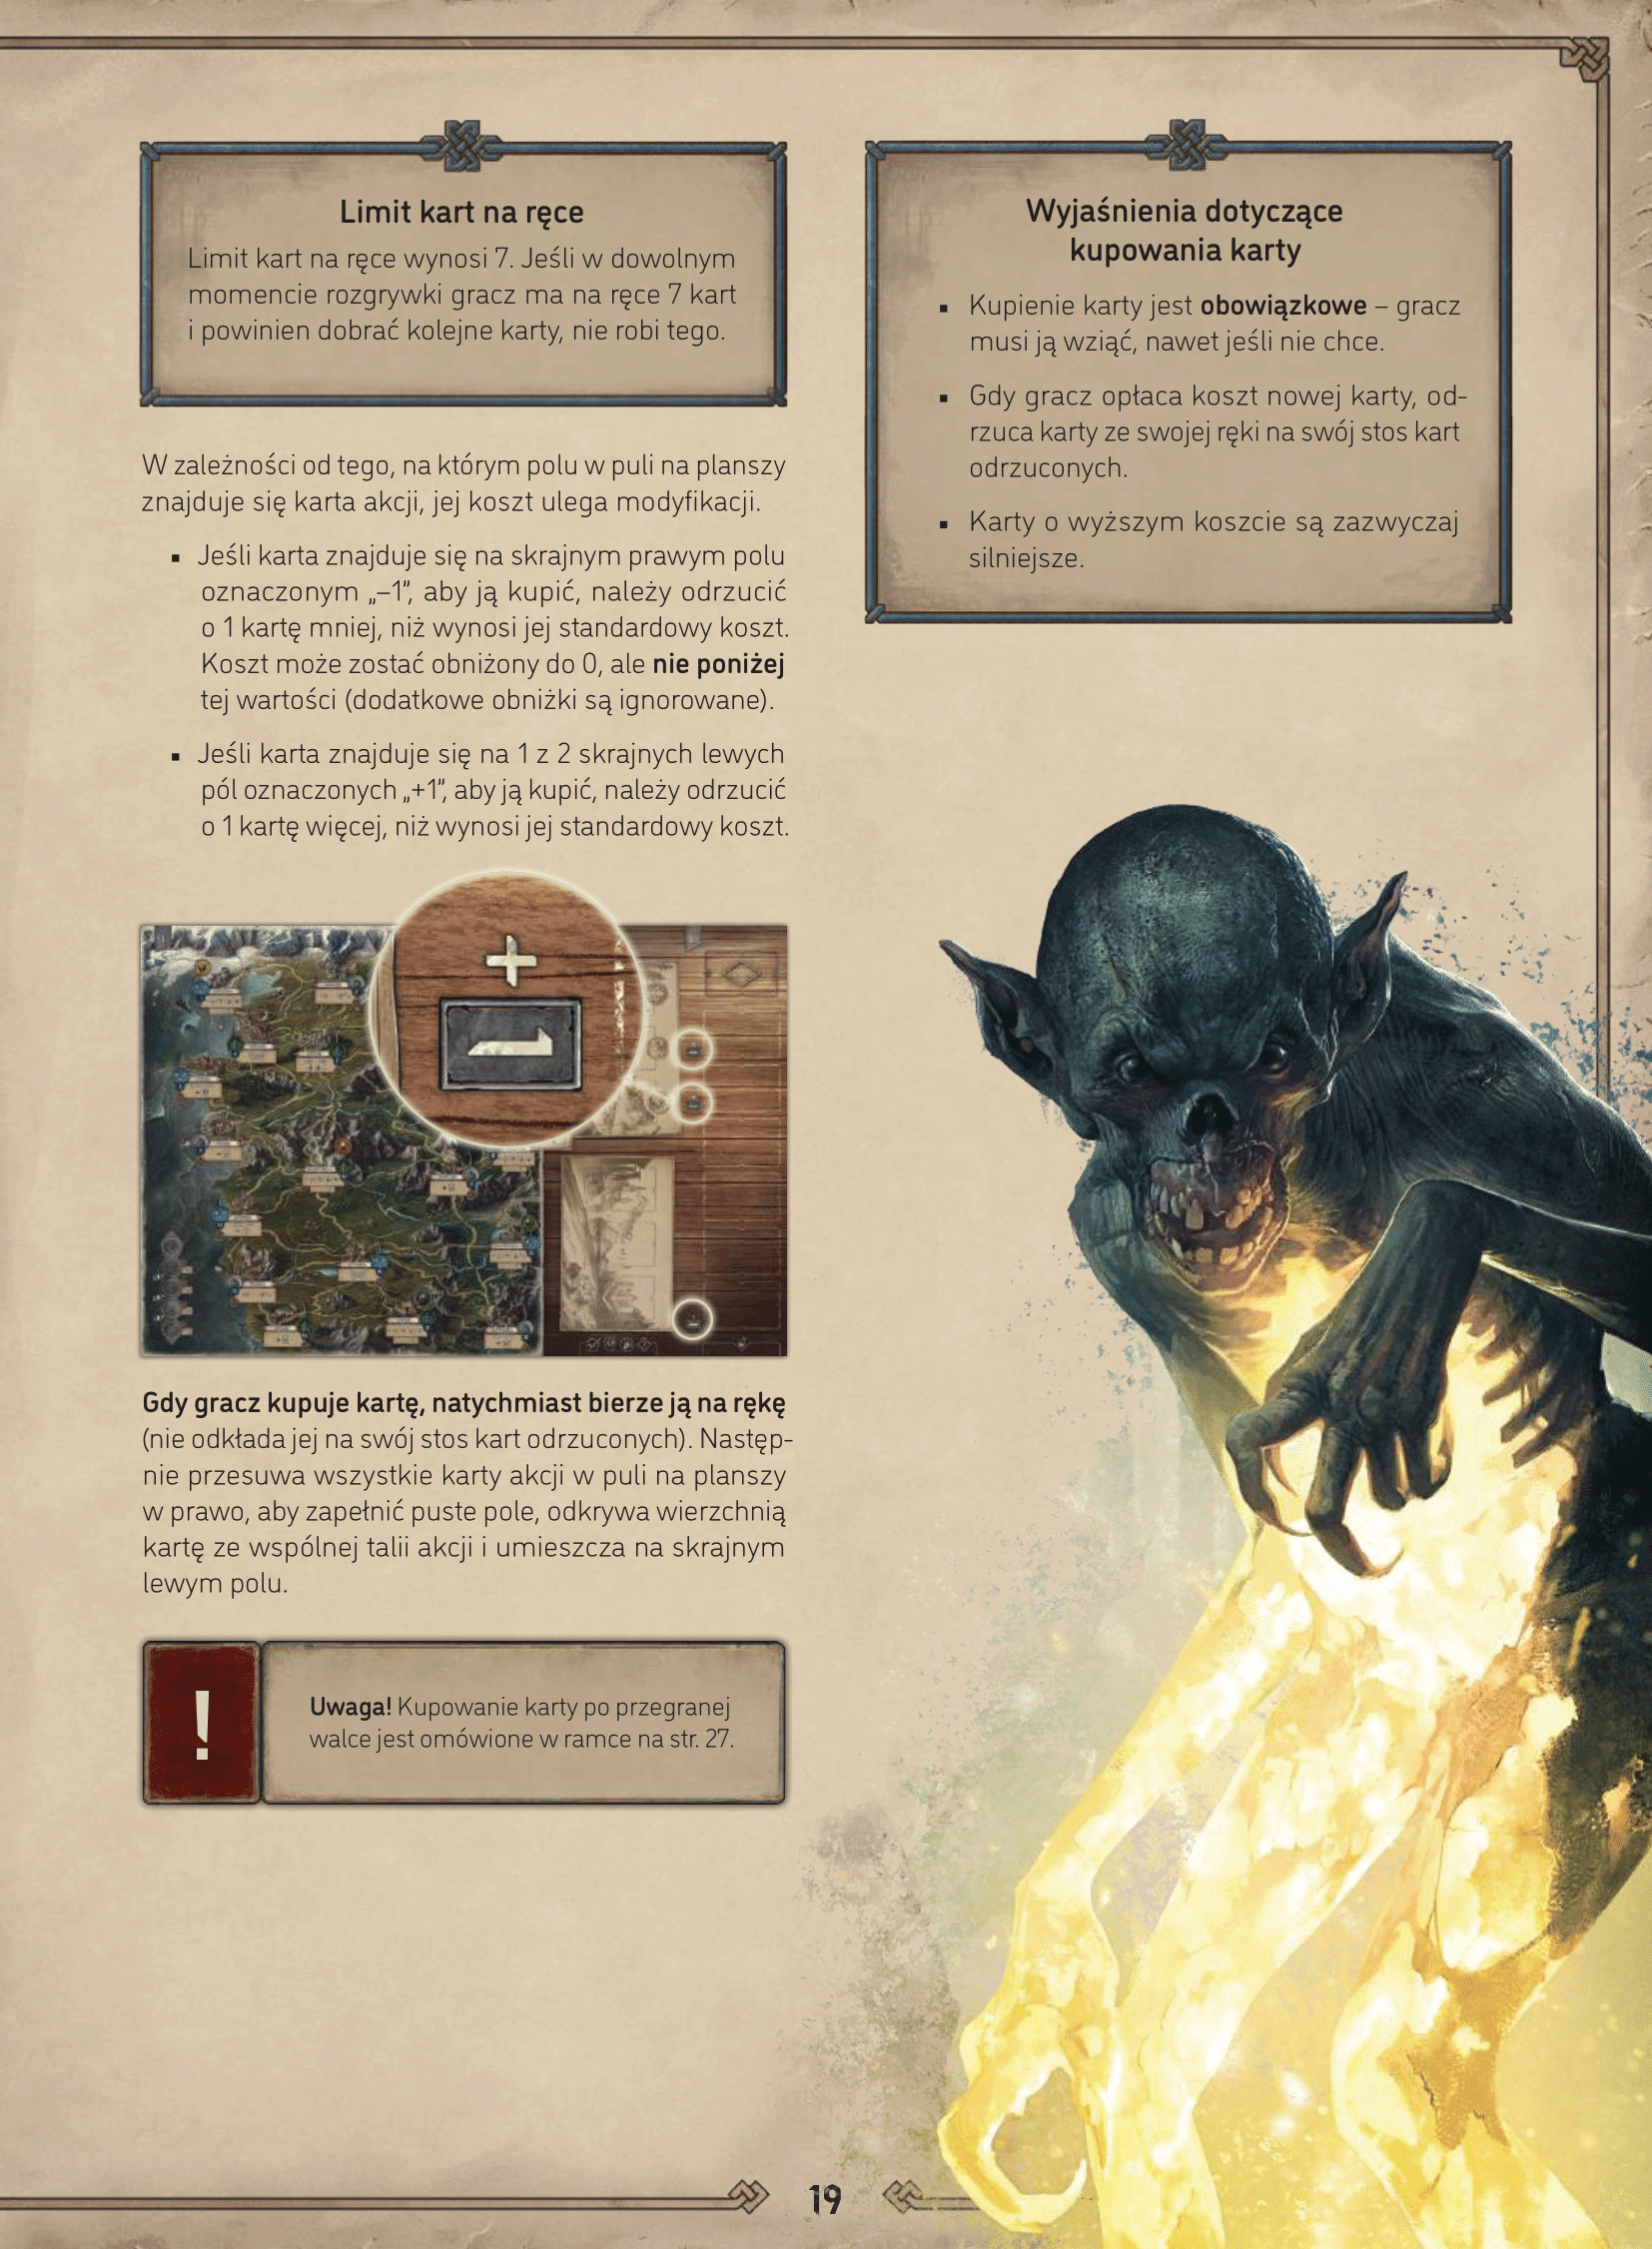 Limit kart na ręce
Limit kart na ręce wynosi 7. Jeśli w dowolnym
momencie rozgrywki gracz ma na ręce 7 kart
i powinien dobrać kolejne karty, nie robi tego.
W zależności od tego, na którym polu w puli na planszy
znajduje się karta akcji, jej koszt ulega modyfikacji.
▪ Jeśli karta znajduje się na skrajnym prawym polu
oznaczonym „–1”, aby ją kupić, należy odrzucić
o 1 kartę mniej, niż wynosi jej standardowy koszt.
Koszt może zostać obniżony do 0, ale nie poniżej
tej wartości (dodatkowe obniżki są ignorowane).
▪ Jeśli karta znajduje się na 1 z 2 skrajnych lewych
pól oznaczonych „+1”, aby ją kupić, należy odrzucić
o 1 kartę więcej, niż wynosi jej standardowy koszt.
+
1
Gdy gracz kupuje kartę, natychmiast bierze ją na rękę
(nie odkłada jej na swój stos kart odrzuconych). Następ-
nie przesuwa wszystkie karty akcji w puli na planszy
w prawo, aby zapełnić puste pole, odkrywa wierzchnią
kartę ze wspólnej talii akcji i umieszcza na skrajnym
lewym polu.
!
Uwaga! Kupowanie karty po przegranej
walce jest omówione w ramce na str. 27.
Wyjaśnienia dotyczące
kupowania karty
▪ Kupienie karty jest obowiązkowe – gracz
musi ją wziąć, nawet jeśli nie chce.
▪ Gdy gracz opłaca koszt nowej karty, od-
rzuca karty ze swojej ręki na swój stos kart
odrzuconych.
▪ Karty o wyższym koszcie są zazwyczaj
silniejsze.
19